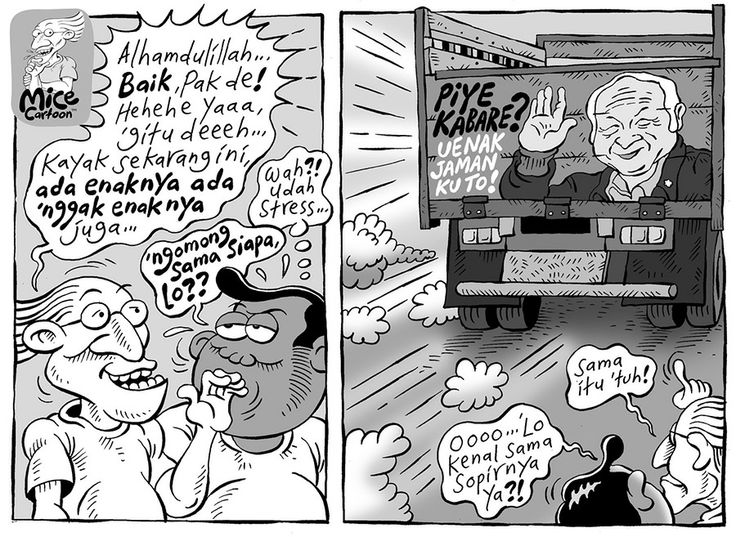 Mice
Cartoon
Alhamdulillah...
Baik, Pak de!
Hehehe Yaaa,
'gitu deeeh...
Kayak sekarang ini,
ada enaknya ada
'nggak enaknya
juga...
Wah?!
udah
stress...
'ngomong
sama siapa,
Lo??
PiYE
KABARE?
UENAK
JAMAN
KU TO!
Sama
itu 'tuh!
Oooo...'Lo
kenal sama
Sopirnya
ya?!